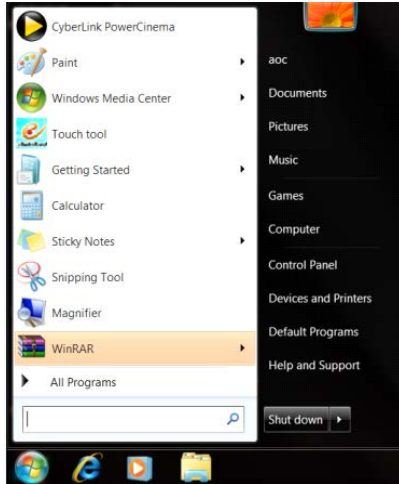 CyberLink PowerCinema
Paint
Windows Media Center
Touch tool
Getting Started
Calculator
Sticky Notes
Snipping Tool
Magnifier
WinRAR
All Programs
aoc
Documents
Pictures
Music
Games
Computer
Control Panel
Devices and Printers
Default Programs
Help and Support
Shut down